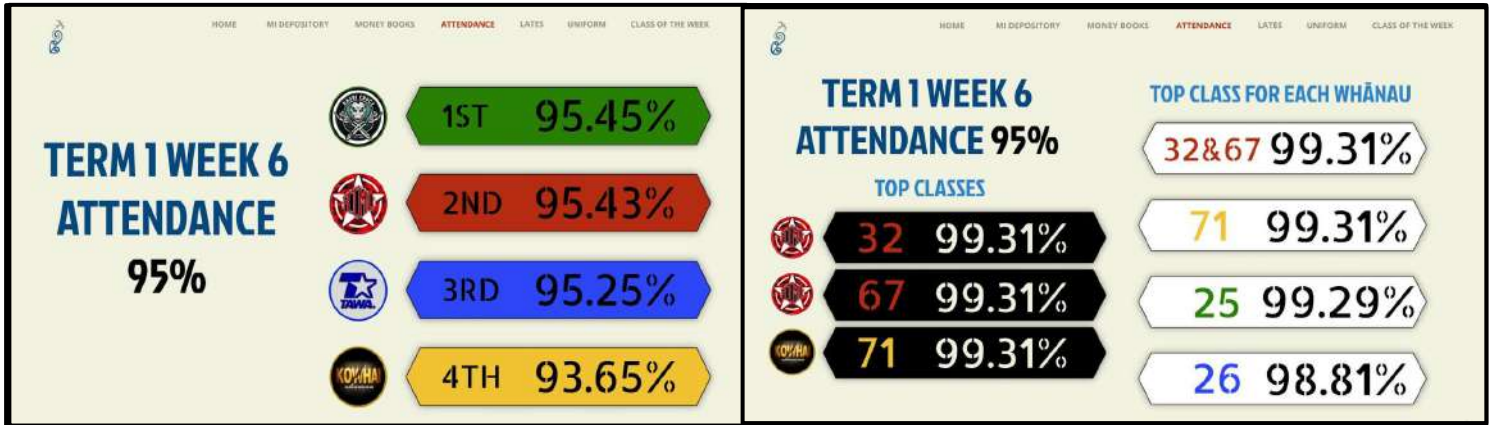 HOME MI DEPOSITORY MONEY BOOKS ATTENDANCE LATES UNIFORM CLASS OF THE WEEK
TERM 1 WEEK 6
ATTENDANCE
95%
1ST 95.45%
2ND 95.43%
TAWA.
3RD 95.25%
KOWHAI
4TH 93.65%
HOME MI DEPOSITORY MONEY BOOKS ATTENDANCE LATES UNIFORM CLASS OF THE WEEK
TERM 1 WEEK 6
ATTENDANCE 95%
TOP CLASSES
32 99.31%
67 99.31%
KOWHAI
71 99.31%
TOP CLASS FOR EACH WHĀNAU
32&67 99.31%
71 99.31%
25 99.29%
26 98.81%